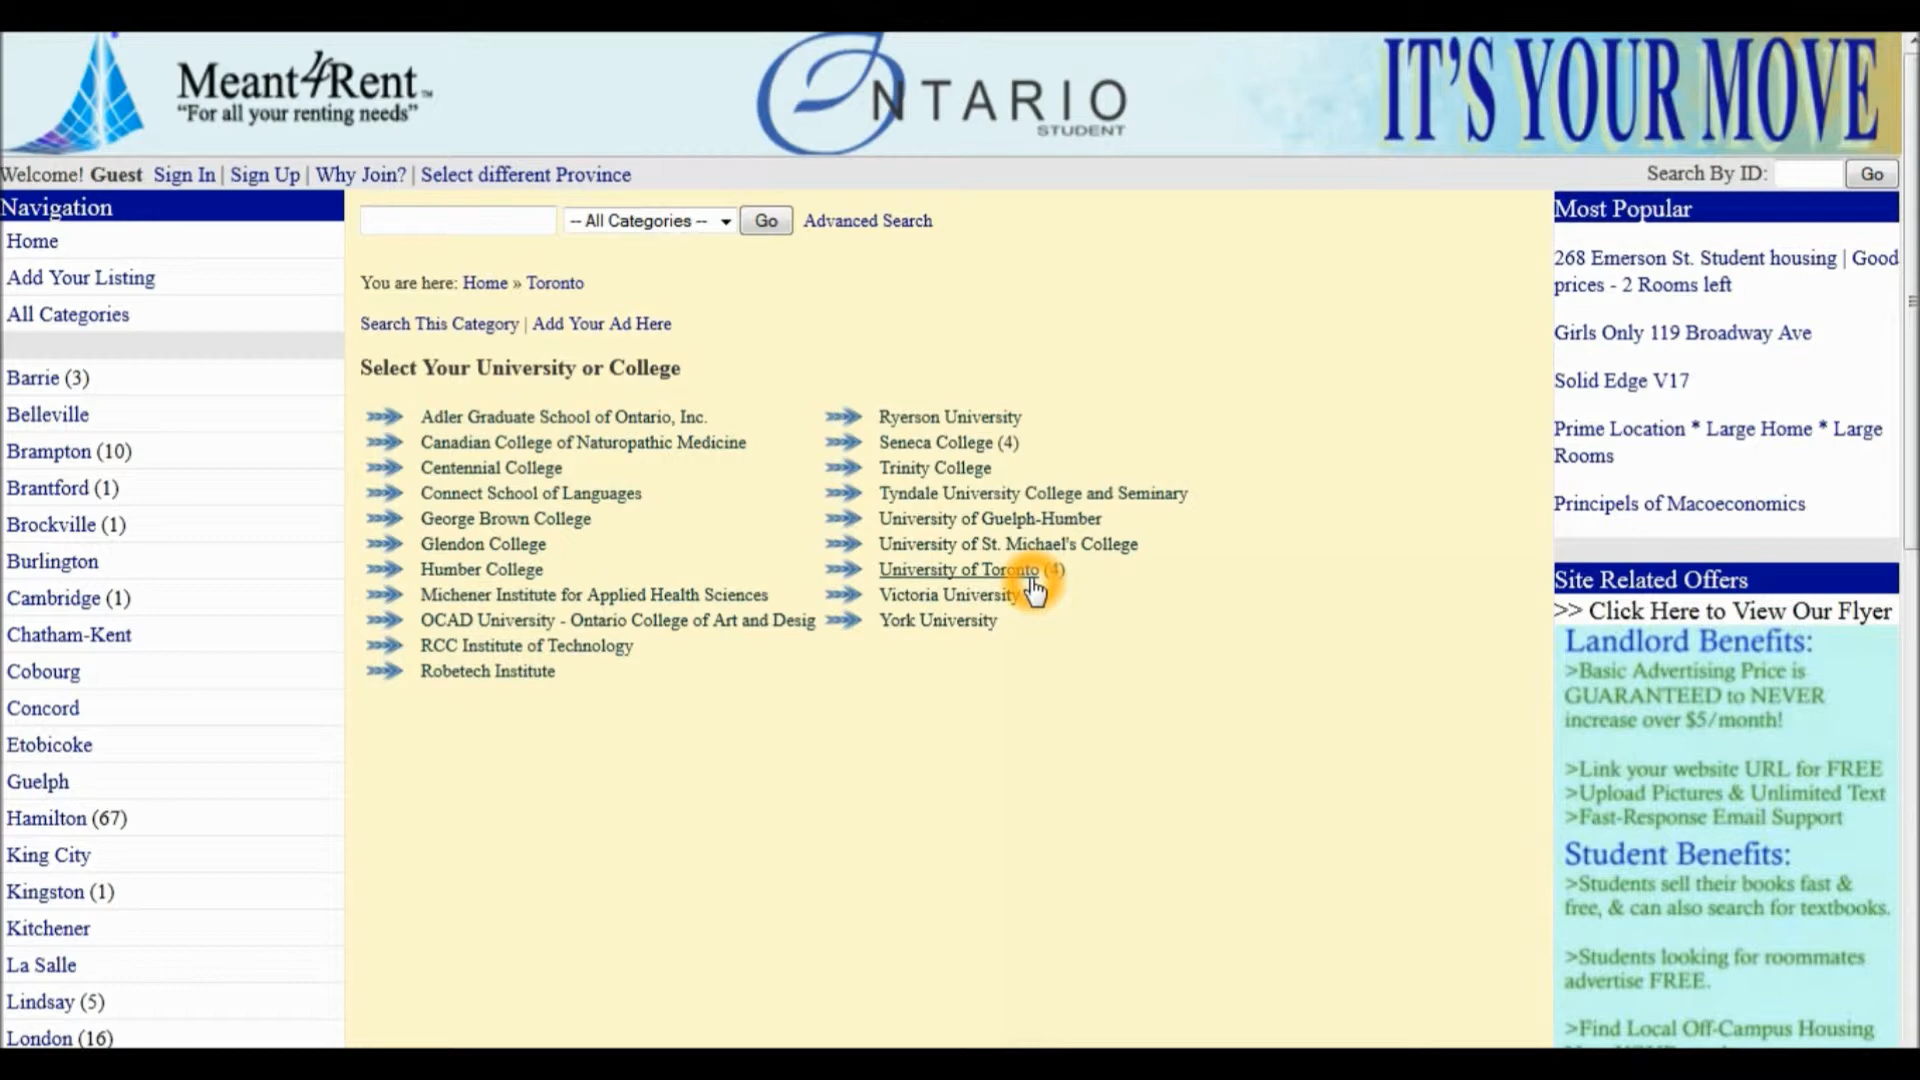 Meant4Rent™
"For all your renting needs"
ONTARIO
STUDENT
IT'S YOUR MOVE
Welcome! Guest Sign In | Sign Up | Why Join? | Select different Province
Search By ID: Go
Navigation
Home
Add Your Listing
All Categories
Barrie (3)
Belleville
Brampton (10)
Brantford (1)
Brockville (1)
Burlington
Cambridge (1)
Chatham-Kent
Cobourg
Concord
Etobicoke
Guelph
Hamilton (67)
King City
Kingston (1)
Kitchener
La Salle
Lindsay (5)
London (16)
-- All Categories -- Go Advanced Search
You are here: Home » Toronto
Search This Category | Add Your Ad Here
Select Your University or College
Adler Graduate School of Ontario, Inc.
Canadian College of Naturopathic Medicine
Centennial College
Connect School of Languages
George Brown College
Glendon College
Humber College
Michener Institute for Applied Health Sciences
OCAD University - Ontario College of Art and Desig
RCC Institute of Technology
Robetech Institute
Ryerson University
Seneca College (4)
Trinity College
Tyndale University College and Seminary
University of Guelph-Humber
University of St. Michael's College
University of Toronto (4)
Victoria University
York University
Most Popular
268 Emerson St. Student housing | Good
prices - 2 Rooms left
Girls Only 119 Broadway Ave
Solid Edge V17
Prime Location * Large Home * Large
Rooms
Principels of Macoeconomics
Site Related Offers
>> Click Here to View Our Flyer
Landlord Benefits:
>Basic Advertising Price is
GUARANTEED to NEVER
increase over $5/month!
>Link your website URL for FREE
>Upload Pictures & Unlimited Text
>Fast-Response Email Support
Student Benefits:
>Students sell their books fast &
free, & can also search for textbooks.
>Students looking for roommates
advertise FREE.
>Find Local Off-Campus Housing